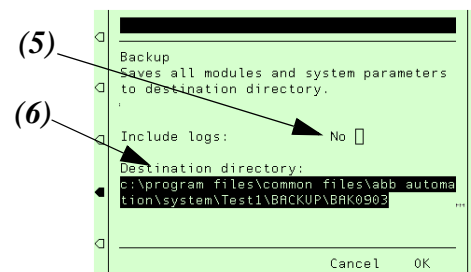 (5)
Backup
Saves all modules and system parameters
to destination directory.
(6)
Include logs: No
Destination directory:
c:\program files\common files\abb automa
tion\system\Test1\BACKUP\BAK0903
Cancel OK